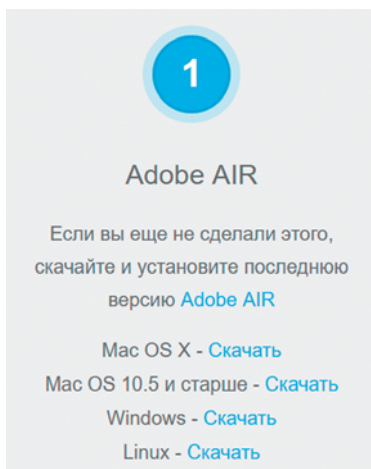 1
Adobe AIR
Если вы еще не сделали этого,
скачайте и установите последнюю
версию Adobe AIR
Mac OS X - Скачать
Mac OS 10.5 и старше - Скачать
Windows - Скачать
Linux - Скачать